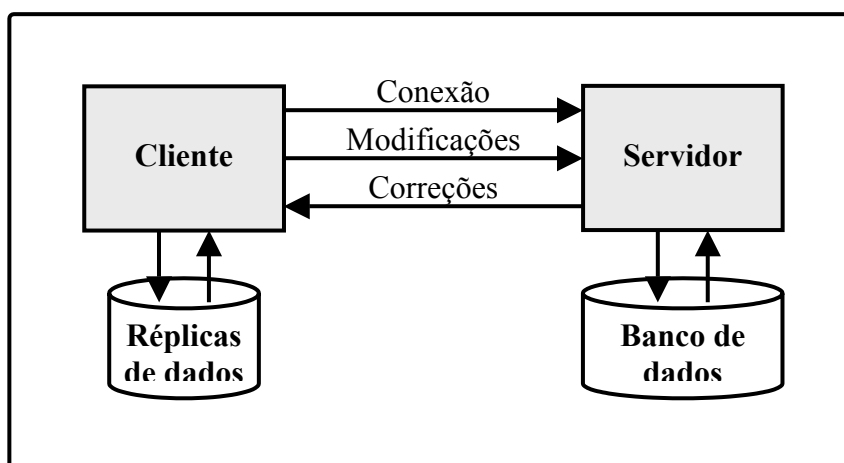 Conexão
Cliente
Modificações
Servidor
Correções
Réplicas
de dados
Banco de
dados